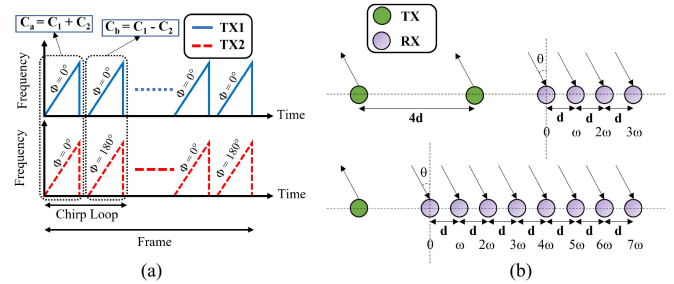 Cₐ = C₁ + C₂
C_b = C₁ - C₂
TX1
TX2
Frequency
Φ = 0°
Φ = 0°
Φ = 0°
Φ = 0°
Time
Frequency
Φ = 0°
Φ = 180°
Φ = 0°
Φ = 180°
Time
Chirp Loop
Frame
(a)
TX
RX
θ
4d
d d d
0 ω 2ω 3ω
θ
d d d d d d d
0 ω 2ω 3ω 4ω 5ω 6ω 7ω
(b)